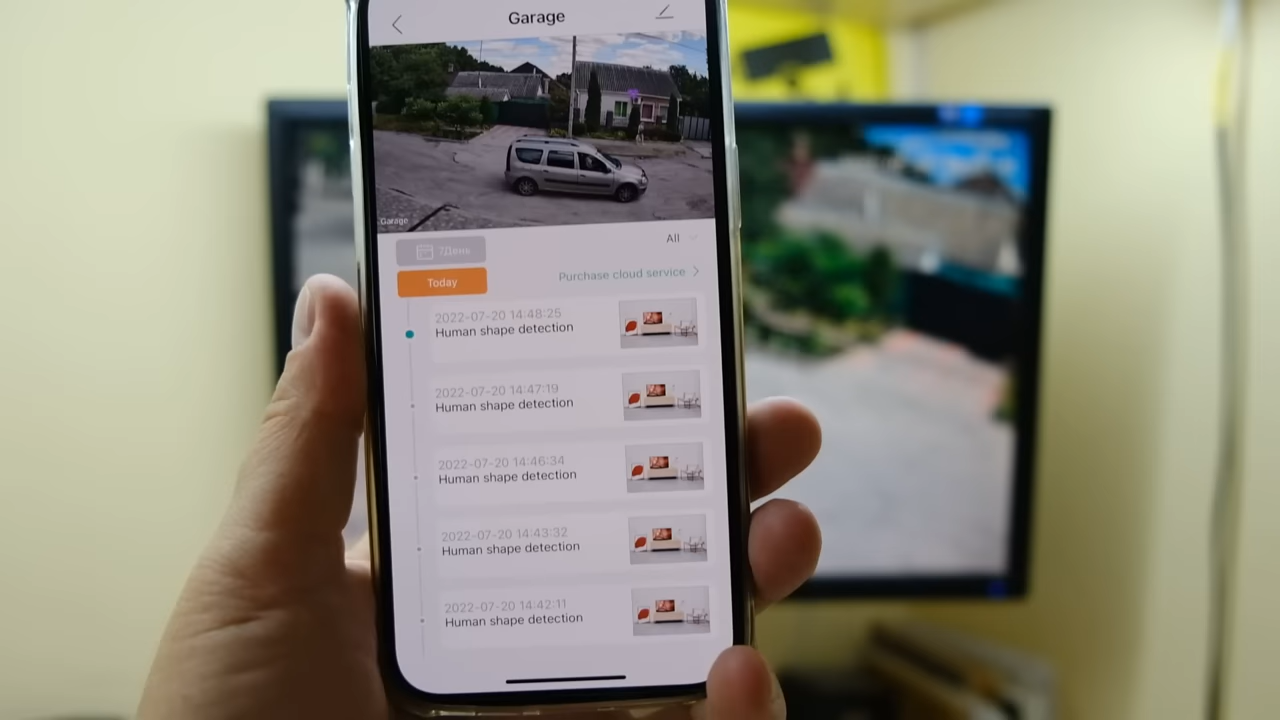 Garage
Garage
7День
All
Today
Purchase cloud service
2022-07-20 14:48:25
Human shape detection
2022-07-20 14:47:19
Human shape detection
2022-07-20 14:46:34
Human shape detection
2022-07-20 14:43:32
Human shape detection
2022-07-20 14:42:11
Human shape detection